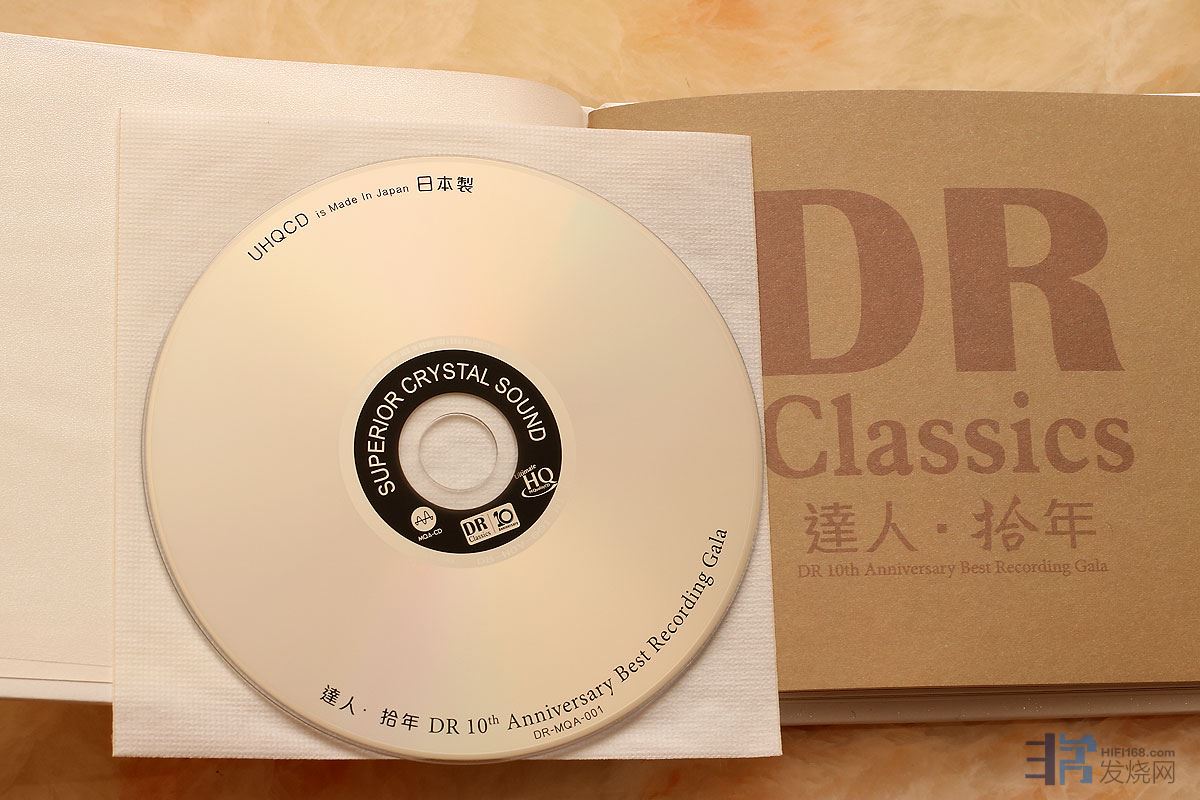 UHQCD is Made In Japan 日本製
SUPERIOR CRYSTAL SOUND
Ultimate
HQ
MQA-CD
DR
Classics
10
Anniversary
達人·拾年 DR 10th Anniversary Best Recording Gala
DR-MQA-001
DR
Classics
達人·拾年
DR 10th Anniversary Best Recording Gala
HIFI168.com
发烧网